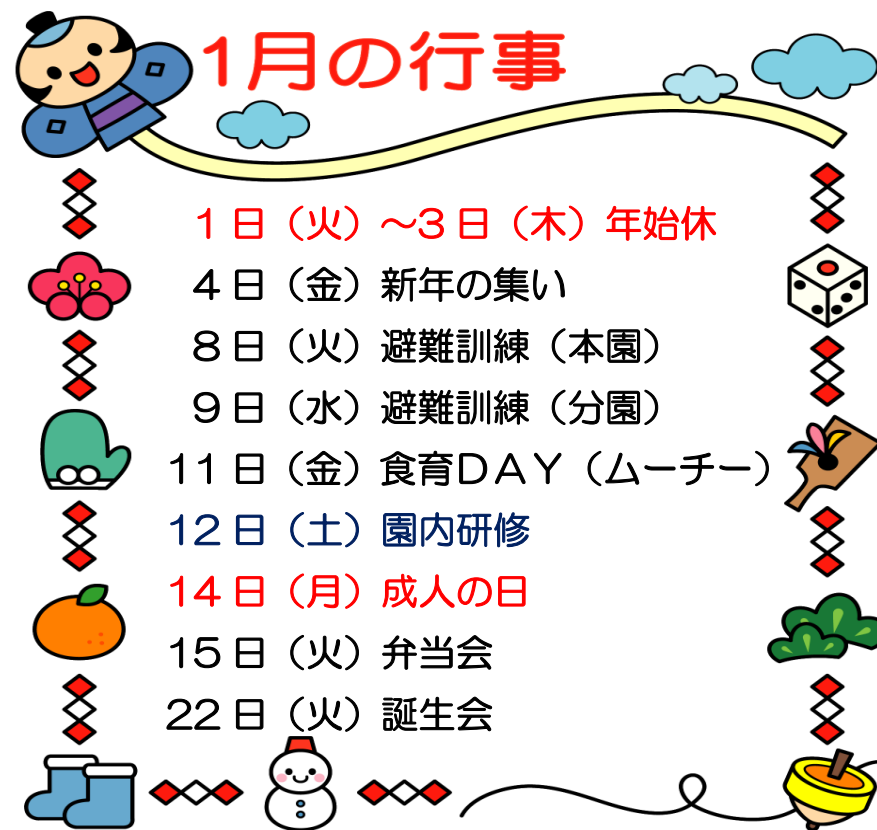 1月の行事
1日（火）～3日（木）年始休
4日（金）新年の集い
8日（火）避難訓練（本園）
9日（水）避難訓練（分園）
11日（金）食育DAY（ムーチー）
12日（土）園内研修
14日（月）成人の日
15日（火）弁当会
22日（火）誕生会